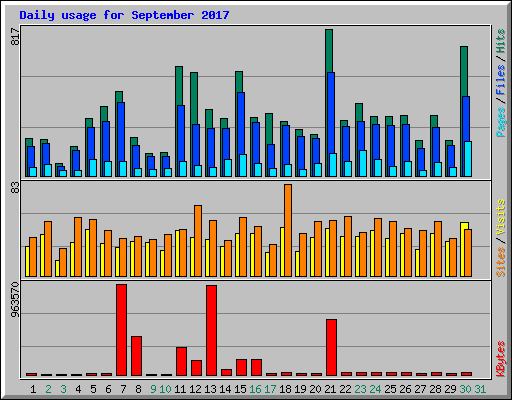 Daily usage for September 2017
817
Pages / Files / Hits
83
Sites / Visits
963570
KBytes
1 2 3 4 5 6 7 8 9 10 11 12 13 14 15 16 17 18 19 20 21 22 23 24 25 26 27 28 29 30 31